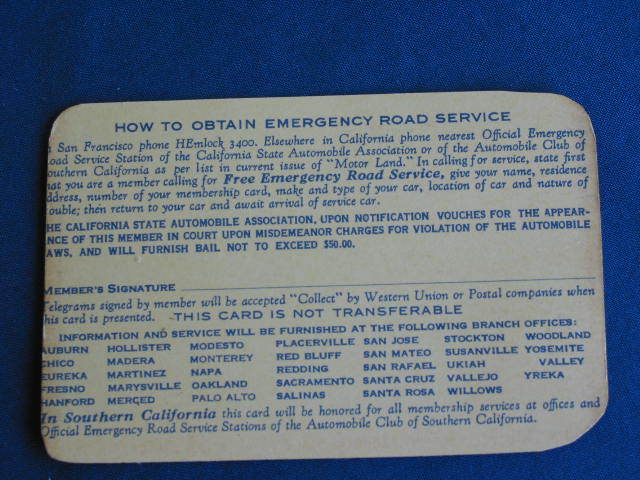 HOW TO OBTAIN EMERGENCY ROAD SERVICE
San Francisco phone HEmlock 3400. Elsewhere in California phone nearest Official Emergency
oad Service Station of the California State Automobile Association or of the Automobile Club of
outhern California as per list in current issue of "Motor Land." In calling for service, state first
hat you are a member calling for Free Emergency Road Service, give your name, residence
ddress, number of your membership card, make and type of your car, location of car and nature of
ouble; then return to your car and await arrival of service car.
HE CALIFORNIA STATE AUTOMOBILE ASSOCIATION, UPON NOTIFICATION VOUCHES FOR THE APPEAR-
NCE OF THIS MEMBER IN COURT UPON MISDEMEANOR CHARGES FOR VIOLATION OF THE AUTOMOBILE
AWS, AND WILL FURNISH BAIL NOT TO EXCEED $50.00.
MEMBER'S SIGNATURE
Telegrams signed by member will be accepted "Collect" by Western Union or Postal companies when
his card is presented. THIS CARD IS NOT TRANSFERABLE
INFORMATION AND SERVICE WILL BE FURNISHED AT THE FOLLOWING BRANCH OFFICES:
AUBURN HOLLISTER MODESTO PLACERVILLE SAN JOSE STOCKTON WOODLAND
CHICO MADERA MONTEREY RED BLUFF SAN MATEO SUSANVILLE YOSEMITE
EUREKA MARTINEZ NAPA REDDING SAN RAFAEL UKIAH VALLEY
FRESNO MARYSVILLE OAKLAND SACRAMENTO SANTA CRUZ VALLEJO YREKA
HANFORD MERCED PALO ALTO SALINAS SANTA ROSA WILLOWS
In Southern California this card will be honored for all membership services at offices and
Official Emergency Road Service Stations of the Automobile Club of Southern California.